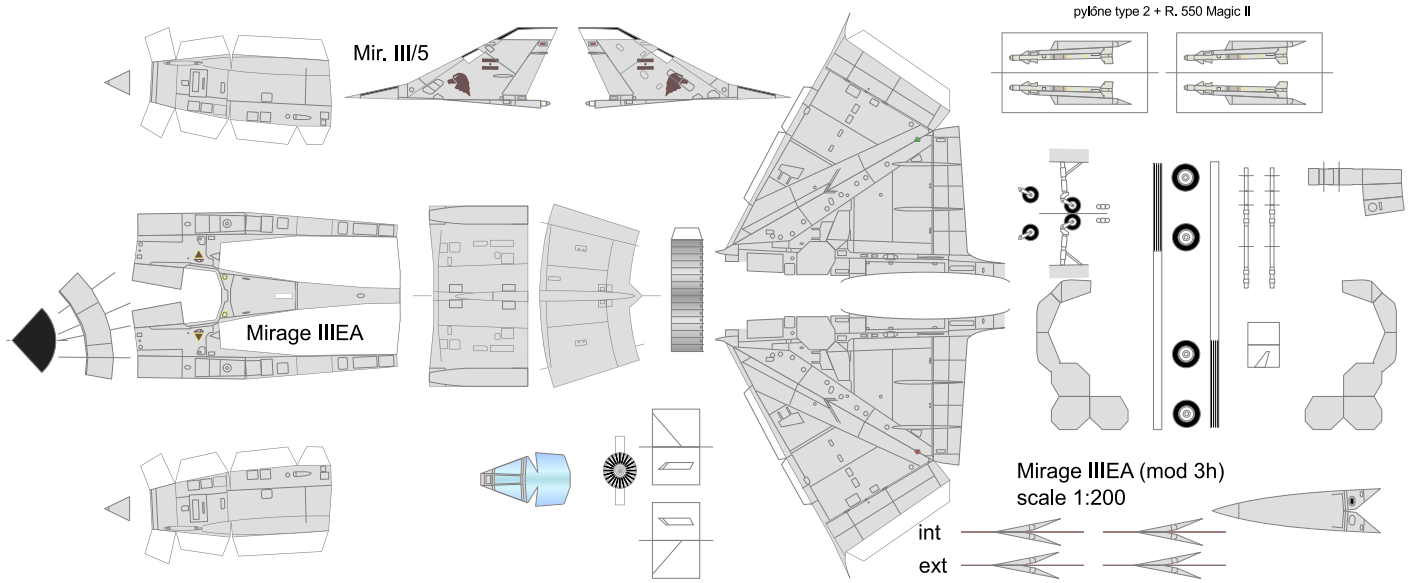 pylône type 2 + R. 550 Magic II
Mir. III/5
Mirage IIIEA
Mirage IIIEA (mod 3h)
scale 1:200
int
ext